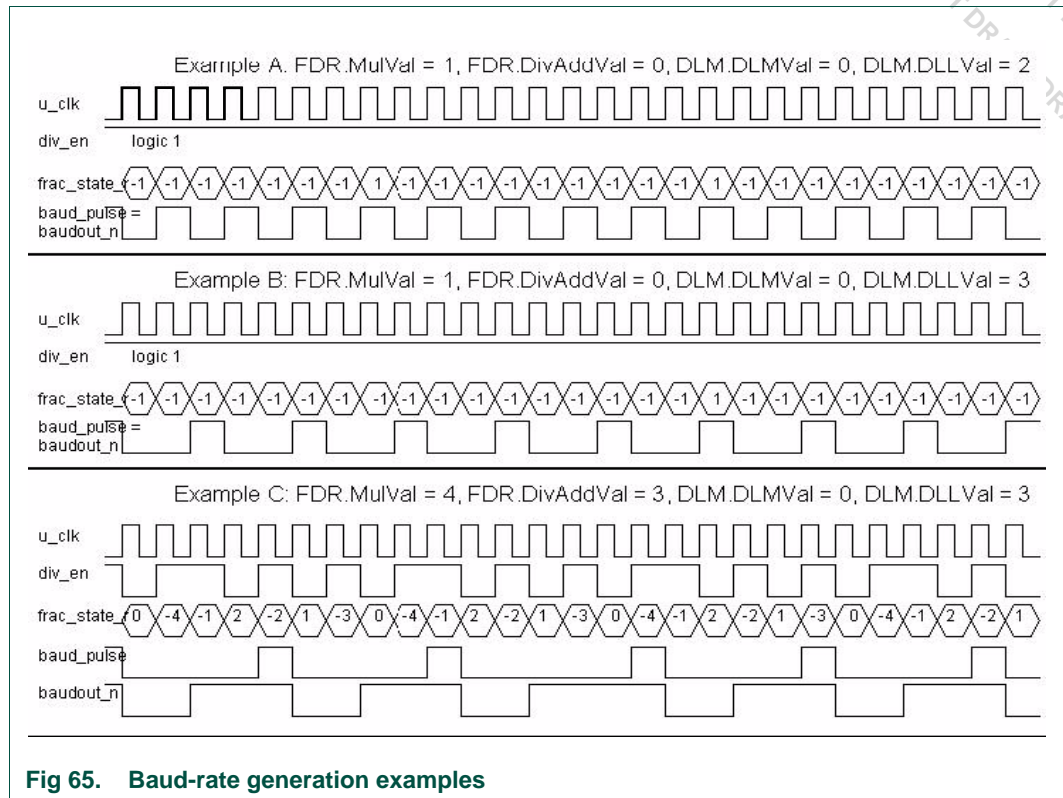 Example A. FDR.MulVal = 1, FDR.DivAddVal = 0, DLM.DLMVal = 0, DLM.DLLVal = 2
u_clk
div_en logic 1
frac_state_r -1 -1 -1 -1 -1 -1 -1 1 -1 -1 -1 -1 -1 -1 -1 -1 -1 1 -1 -1 -1 -1 -1 -1 -1 -1 -1
baud_pulse =
baudout_n
Example B: FDR.MulVal = 1, FDR.DivAddVal = 0, DLM.DLMVal = 0, DLM.DLLVal = 3
u_clk
div_en logic 1
frac_state_r -1 -1 -1 -1 -1 -1 -1 -1 -1 -1 -1 -1 -1 -1 -1 -1 -1 1 -1 -1 -1 -1 -1 -1 -1 -1 -1
baud_pulse =
baudout_n
Example C: FDR.MulVal = 4, FDR.DivAddVal = 3, DLM.DLMVal = 0, DLM.DLLVal = 3
u_clk
div_en
frac_state_r 0 -4 -1 2 -2 1 -3 0 -4 -1 2 -2 1 -3 0 -4 -1 2 -2 1 -3 0 -4 -1 2 -2 1
baud_pulse
baudout_n
Fig 65. Baud-rate generation examples